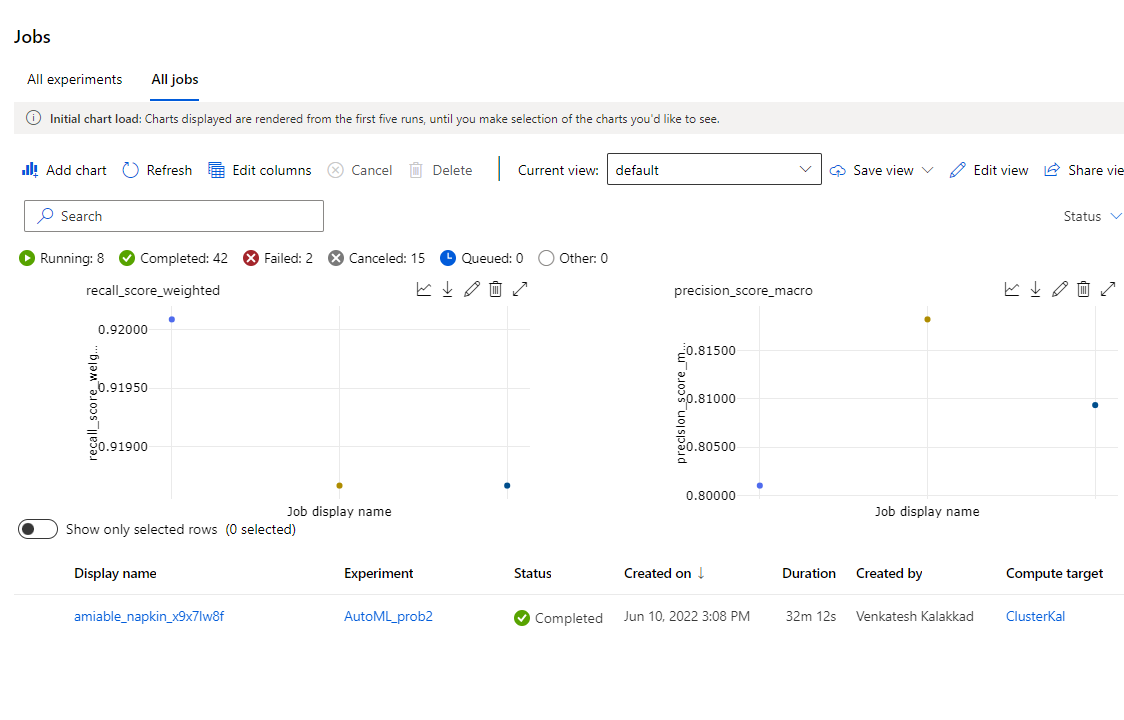 Jobs
All experiments All jobs
Initial chart load: Charts displayed are rendered from the first five runs, until you make selection of the charts you'd like to see.
Add chart Refresh Edit columns Cancel Delete Current view: default Save view Edit view Share vie
Search Status
Running: 8 Completed: 42 Failed: 2 Canceled: 15 Queued: 0 Other: 0
recall_score_weighted
recall_score_weig...
0.92000
0.91950
0.91900
Job display name
precision_score_macro
precision_score_m...
0.81500
0.81000
0.80500
0.80000
Job display name
Show only selected rows (0 selected)
Display name Experiment Status Created on ↓ Duration Created by Compute target
amiable_napkin_x9x7lw8f AutoML_prob2 Completed Jun 10, 2022 3:08 PM 32m 12s Venkatesh Kalakkad ClusterKal